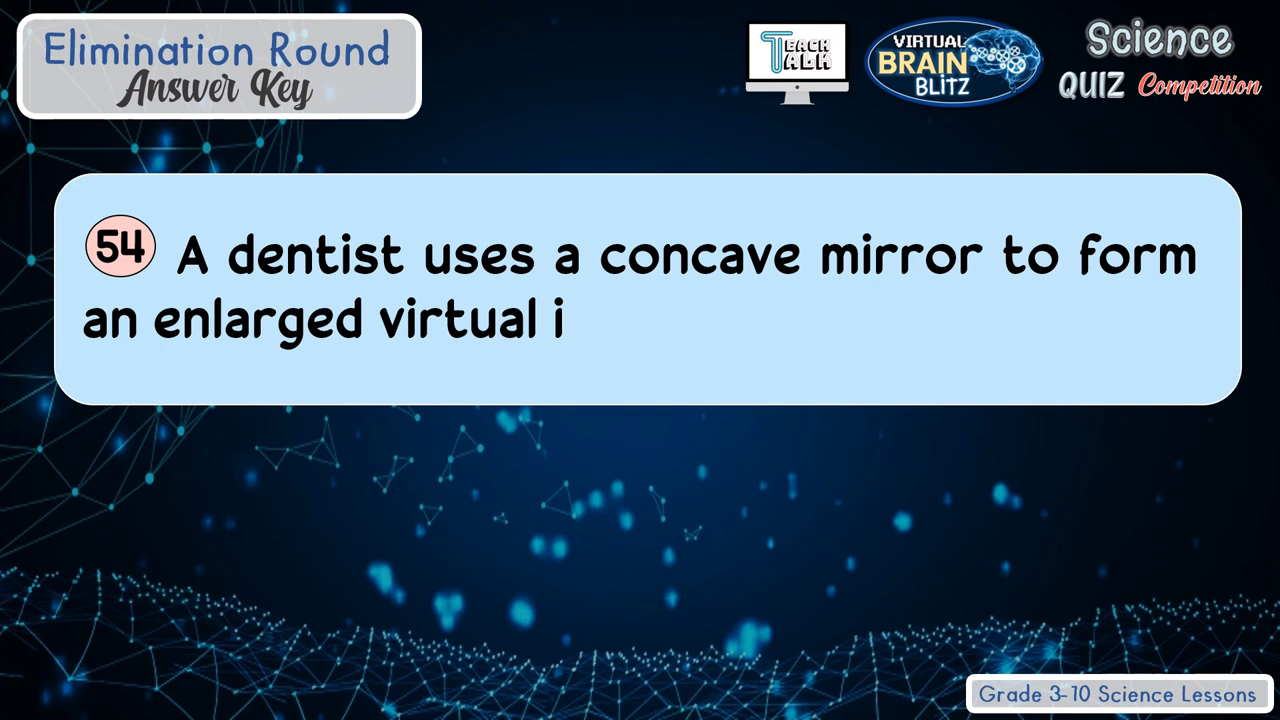 Elimination Round
Answer Key
TEACH
TALK
VIRTUAL
BRAIN
BLITZ
Science
QUIZ Competition
54 A dentist uses a concave mirror to form
an enlarged virtual i
Grade 3-10 Science Lessons